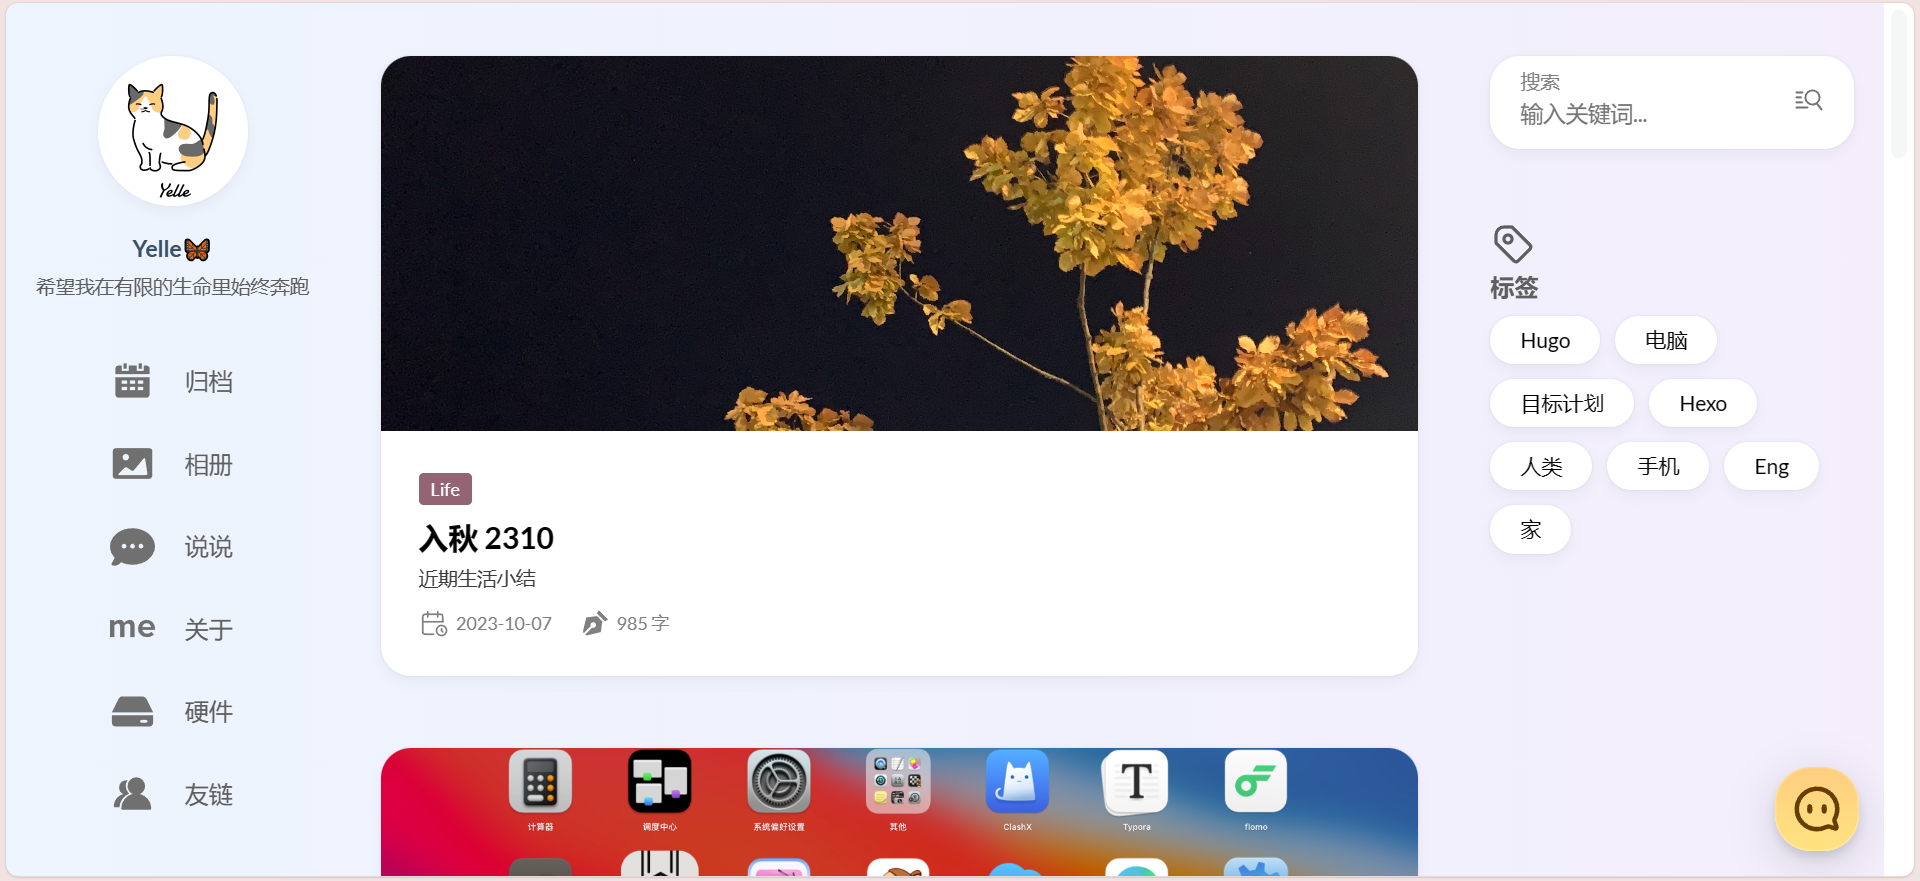 Yelle
Yelle🦋
希望我在有限的生命里始终奔跑
归档
相册
说说
me 关于
硬件
友链
Life
入秋 2310
近期生活小结
2023-10-07 985 字
计算器 调度中心 系统偏好设置 其他 ClashX Typora flomo
T
搜索
输入关键词...
标签
Hugo 电脑
目标计划 Hexo
人类 手机 Eng
家